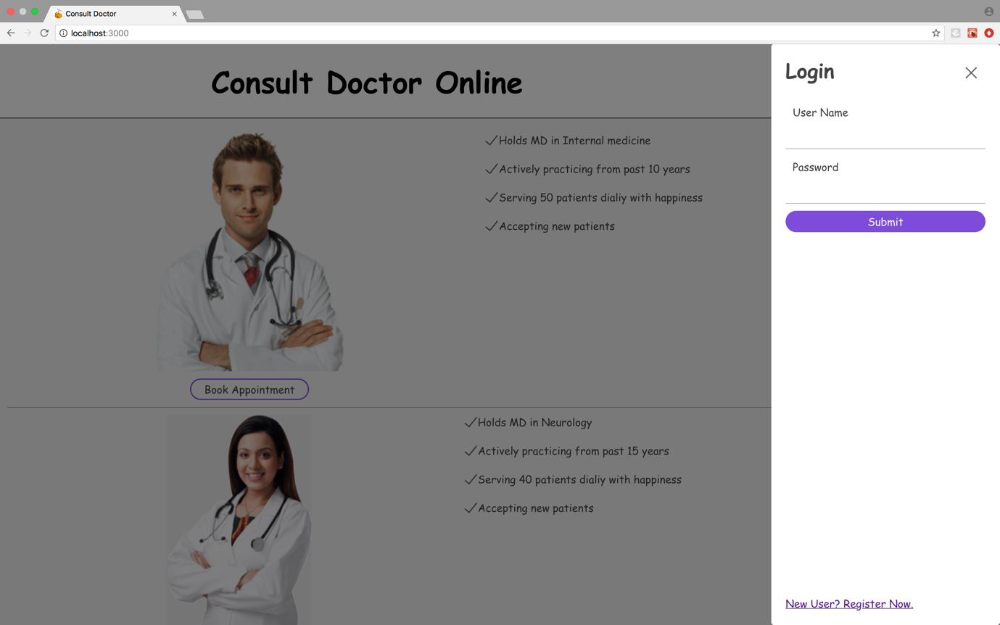 Consult Doctor
localhost:3000
Consult Doctor Online
Holds MD in Internal medicine
Actively practicing from past 10 years
Serving 50 patients dialiy with happiness
Accepting new patients
Book Appointment
Holds MD in Neurology
Actively practicing from past 15 years
Serving 40 patients dialiy with happiness
Accepting new patients
Login
User Name
Password
Submit
New User? Register Now.